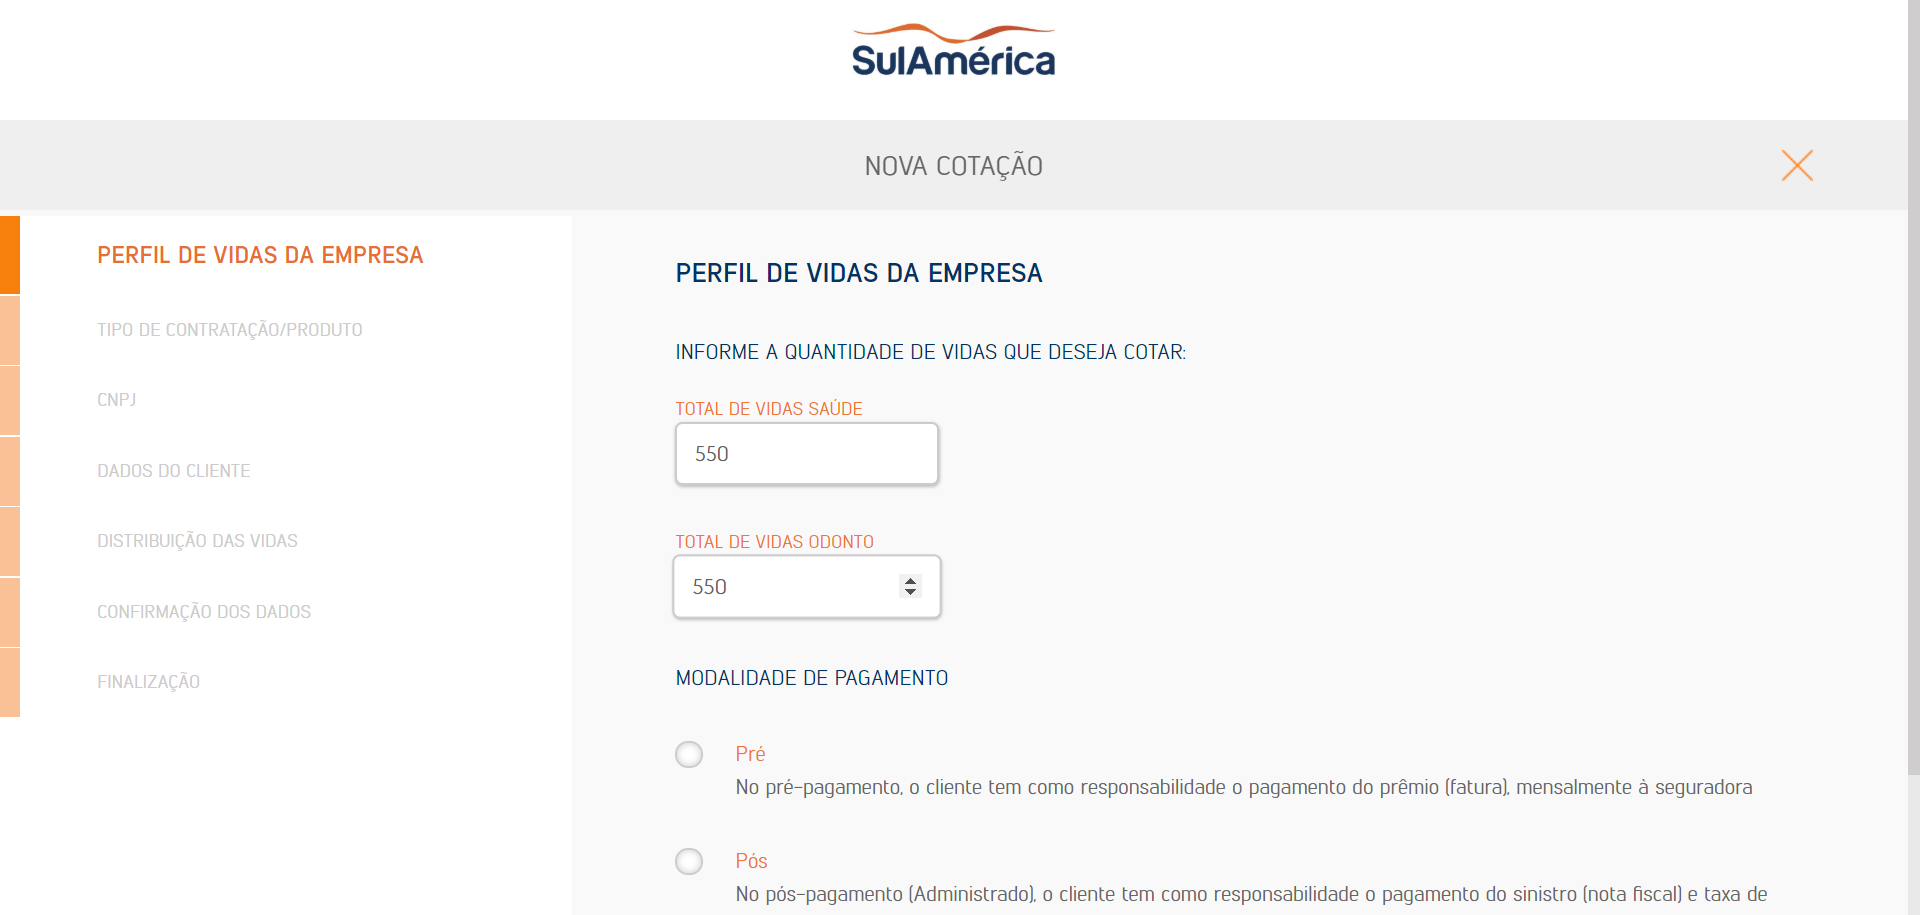 SulAmérica
NOVA COTAÇÃO
PERFIL DE VIDAS DA EMPRESA
TIPO DE CONTRATAÇÃO/PRODUTO
CNPJ
DADOS DO CLIENTE
DISTRIBUIÇÃO DAS VIDAS
CONFIRMAÇÃO DOS DADOS
FINALIZAÇÃO
PERFIL DE VIDAS DA EMPRESA
INFORME A QUANTIDADE DE VIDAS QUE DESEJA COTAR:
TOTAL DE VIDAS SAÚDE
550
TOTAL DE VIDAS ODONTO
550
MODALIDADE DE PAGAMENTO
Pré
No pré-pagamento, o cliente tem como responsabilidade o pagamento do prêmio (fatura), mensalmente à seguradora
Pós
No pós-pagamento (Administrado), o cliente tem como responsabilidade o pagamento do sinistro (nota fiscal) e taxa de